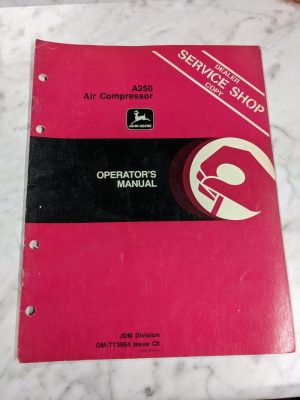 A250
Air Compressor
DEALER
SERVICE SHOP
COPY
JOHN DEERE
OPERATOR'S
MANUAL
JDM Division
OM-TY3864 Issue C8